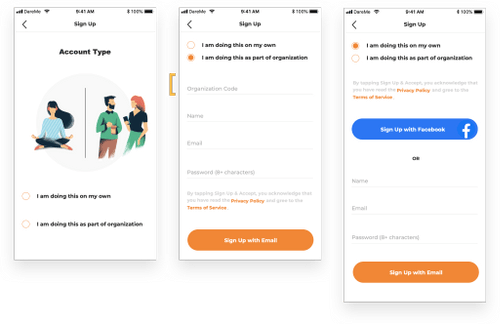 DareMe 9:41 AM 100%
Sign Up
Account Type
I am doing this on my own
I am doing this as part of organization
DareMe 9:41 AM 100%
Sign Up
I am doing this on my own
I am doing this as part of organization
Organization Code
Name
Email
Password (8+ characters)
By tapping Sign Up & Accept, you acknowledge that
you have read the Privacy Policy and gree to the
Terms of Service.
Sign Up with Email
DareMe 9:41 AM 100%
Sign Up
I am doing this on my own
I am doing this as part of organization
By tapping Sign Up & Accept, you acknowledge that
you have read the Privacy Policy and gree to the
Terms of Service.
Sign Up with Facebook
OR
Name
Email
Password (8+ characters)
Sign Up with Email